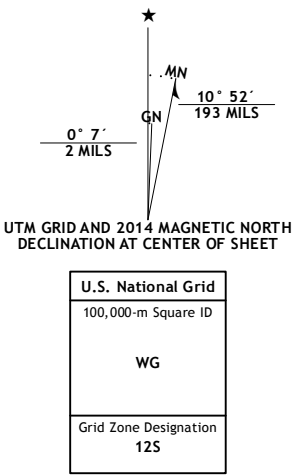 ★
MN
GN
10° 52´
193 MILS
0° 7´
2 MILS
UTM GRID AND 2014 MAGNETIC NORTH
DECLINATION AT CENTER OF SHEET
U.S. National Grid
100,000-m Square ID
WG
Grid Zone Designation
12S